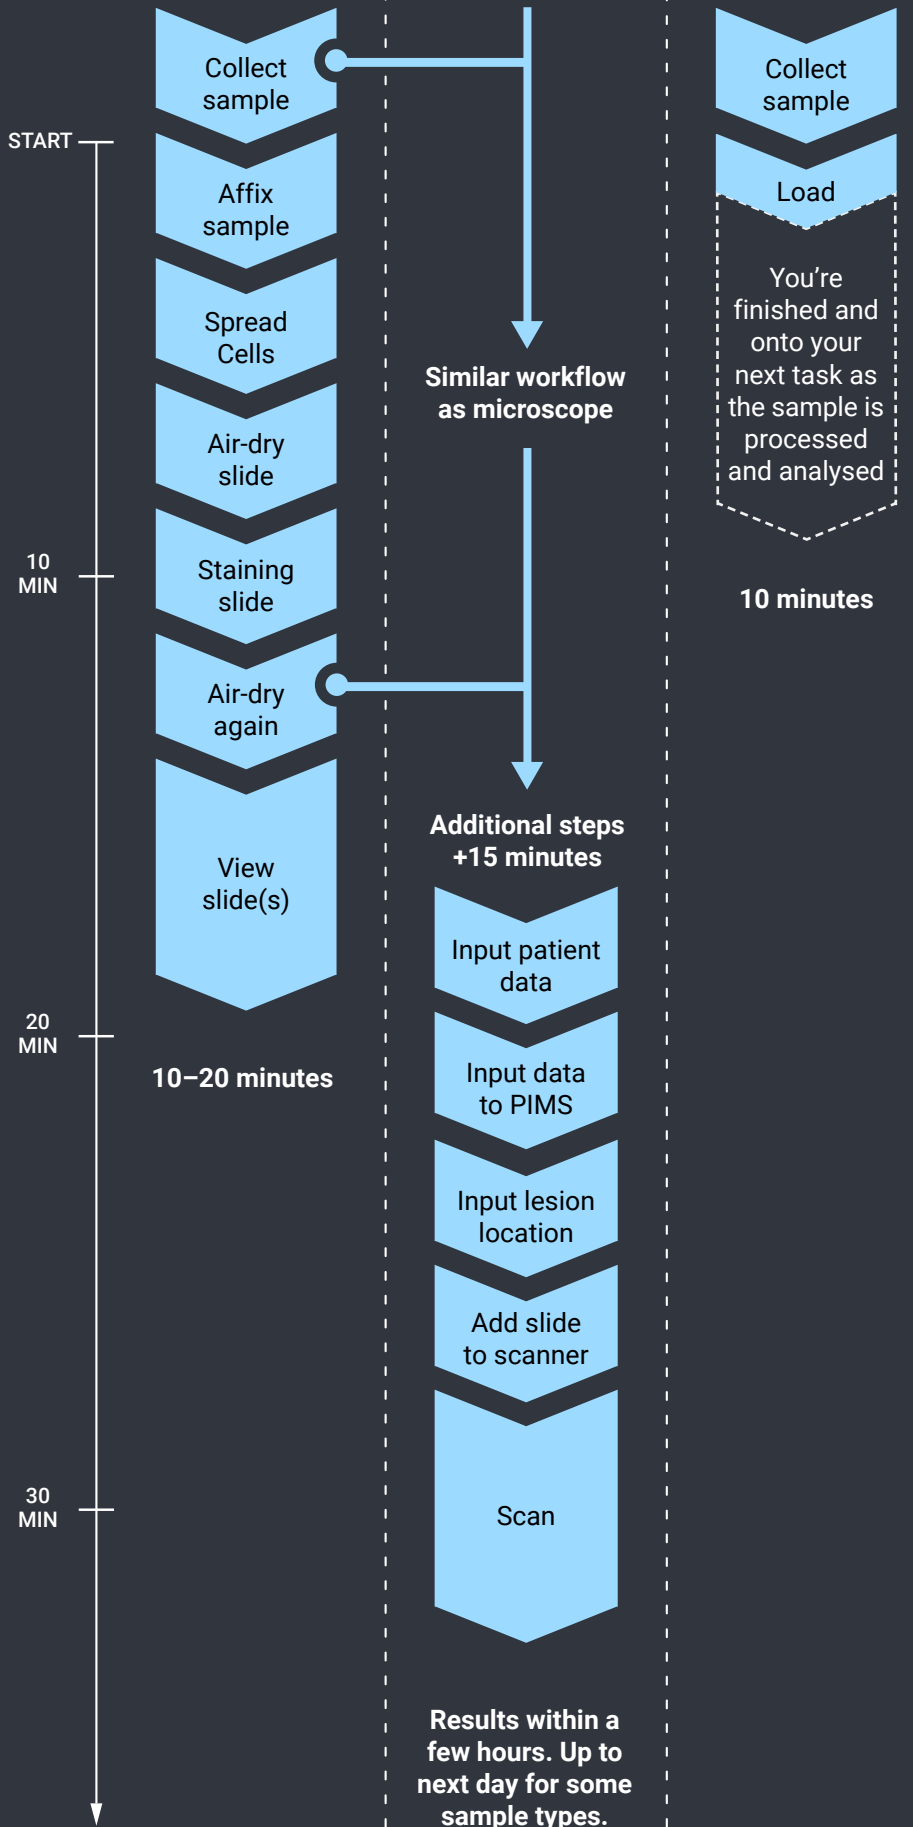 START
10
MIN
20
MIN
30
MIN
Collect
sample
Affix
sample
Spread
Cells
Air-dry
slide
Staining
slide
Air-dry
again
View
slide(s)
10–20 minutes
Similar workflow
as microscope
Additional steps
+15 minutes
Input patient
data
Input data
to PIMS
Input lesion
location
Add slide
to scanner
Scan
Results within a
few hours. Up to
next day for some
sample types.
Collect
sample
Load
You’re
finished and
onto your
next task as
the sample is
processed
and analysed
10 minutes